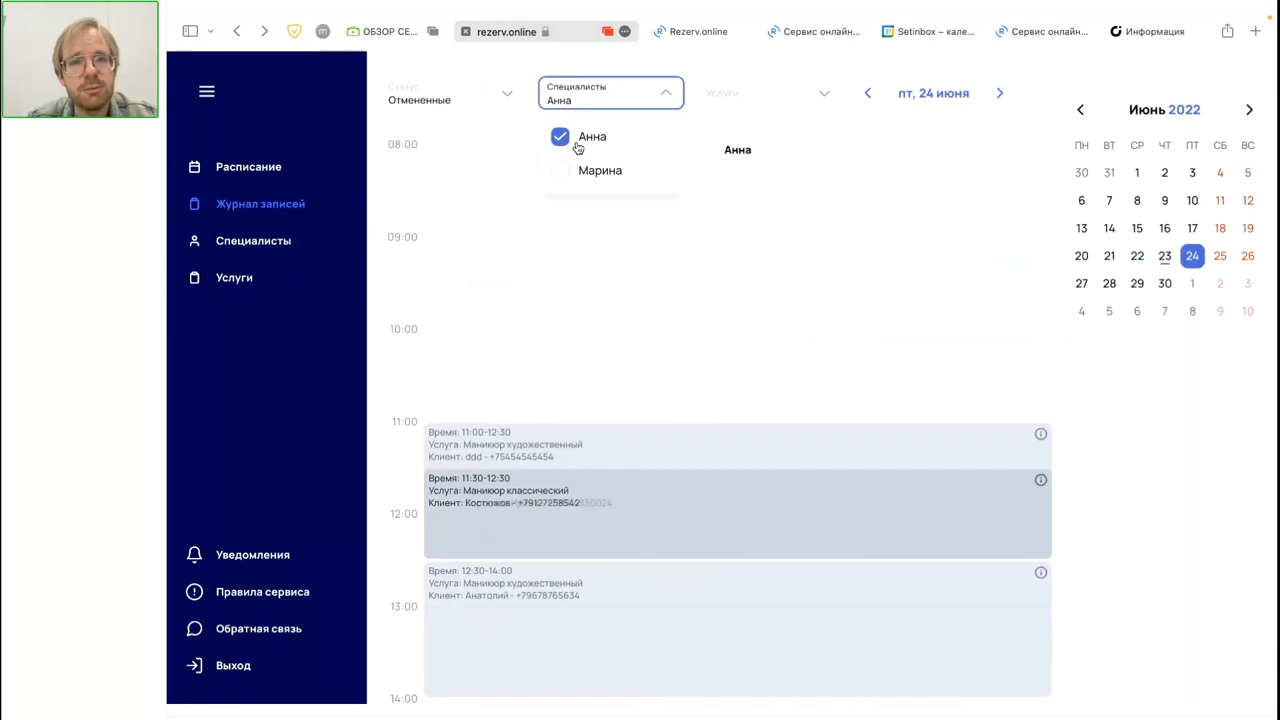 ОБЗОР СЕ...
rezerv.online
Rezerv.online
Сервис онлайн...
Setinbox – кале...
Сервис онлайн...
Информация
Расписание
Журнал записей
Специалисты
Услуги
Уведомления
Правила сервиса
Обратная связь
Выход
Статус
Отмененные
Специалисты
Анна
Услуги
пт, 24 июня
Анна
Марина
Анна
08:00
09:00
10:00
11:00
12:00
13:00
14:00
Время: 11:00-12:30
Услуга: Маникюр художественный
Клиент: ddd - +75454545454
Время: 11:30-12:30
Услуга: Маникюр классический
Клиент:
Время: 12:30-14:00
Услуга: Маникюр художественный
Клиент: Анатолий - +79678765634
Июнь 2022
ПН ВТ СР ЧТ ПТ СБ ВС
30 31 1 2 3 4 5
6 7 8 9 10 11 12
13 14 15 16 17 18 19
20 21 22 23 24 25 26
27 28 29 30 1 2 3
4 5 6 7 8 9 10